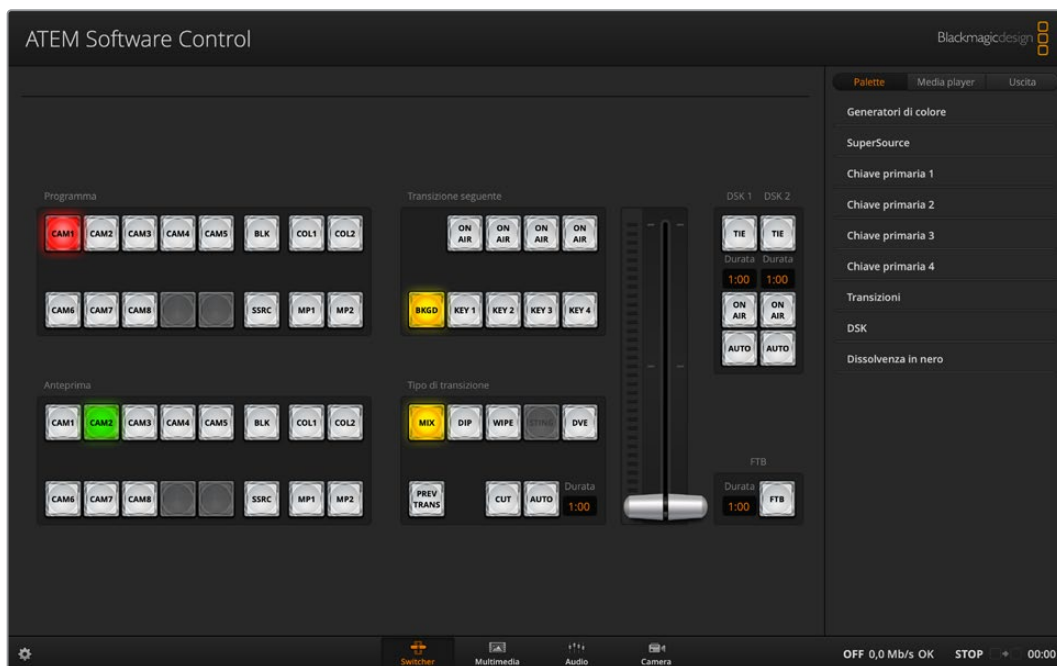 ATEM Software Control
Blackmagicdesign
Palette Media player Uscita
Generatori di colore
SuperSource
Chiave primaria 1
Chiave primaria 2
Chiave primaria 3
Chiave primaria 4
Transizioni
DSK
Dissolvenza in nero
Programma
CAM1 CAM2 CAM3 CAM4 CAM5 BLK COL1 COL2
CAM6 CAM7 CAM8 SSRC MP1 MP2
Transizione seguente
ON AIR ON AIR ON AIR ON AIR
BKGD KEY 1 KEY 2 KEY 3 KEY 4
DSK 1 DSK 2
TIE TIE
Durata Durata
1:00 1:00
ON AIR ON AIR
AUTO AUTO
Anteprima
CAM1 CAM2 CAM3 CAM4 CAM5 BLK COL1 COL2
CAM6 CAM7 CAM8 SSRC MP1 MP2
Tipo di transizione
MIX DIP WIPE STING DVE
Durata
PREV TRANS CUT AUTO 1:00
FTB
Durata
1:00 FTB
Switcher Multimedia Audio Camera
OFF 0,0 Mb/s OK STOP 00:00